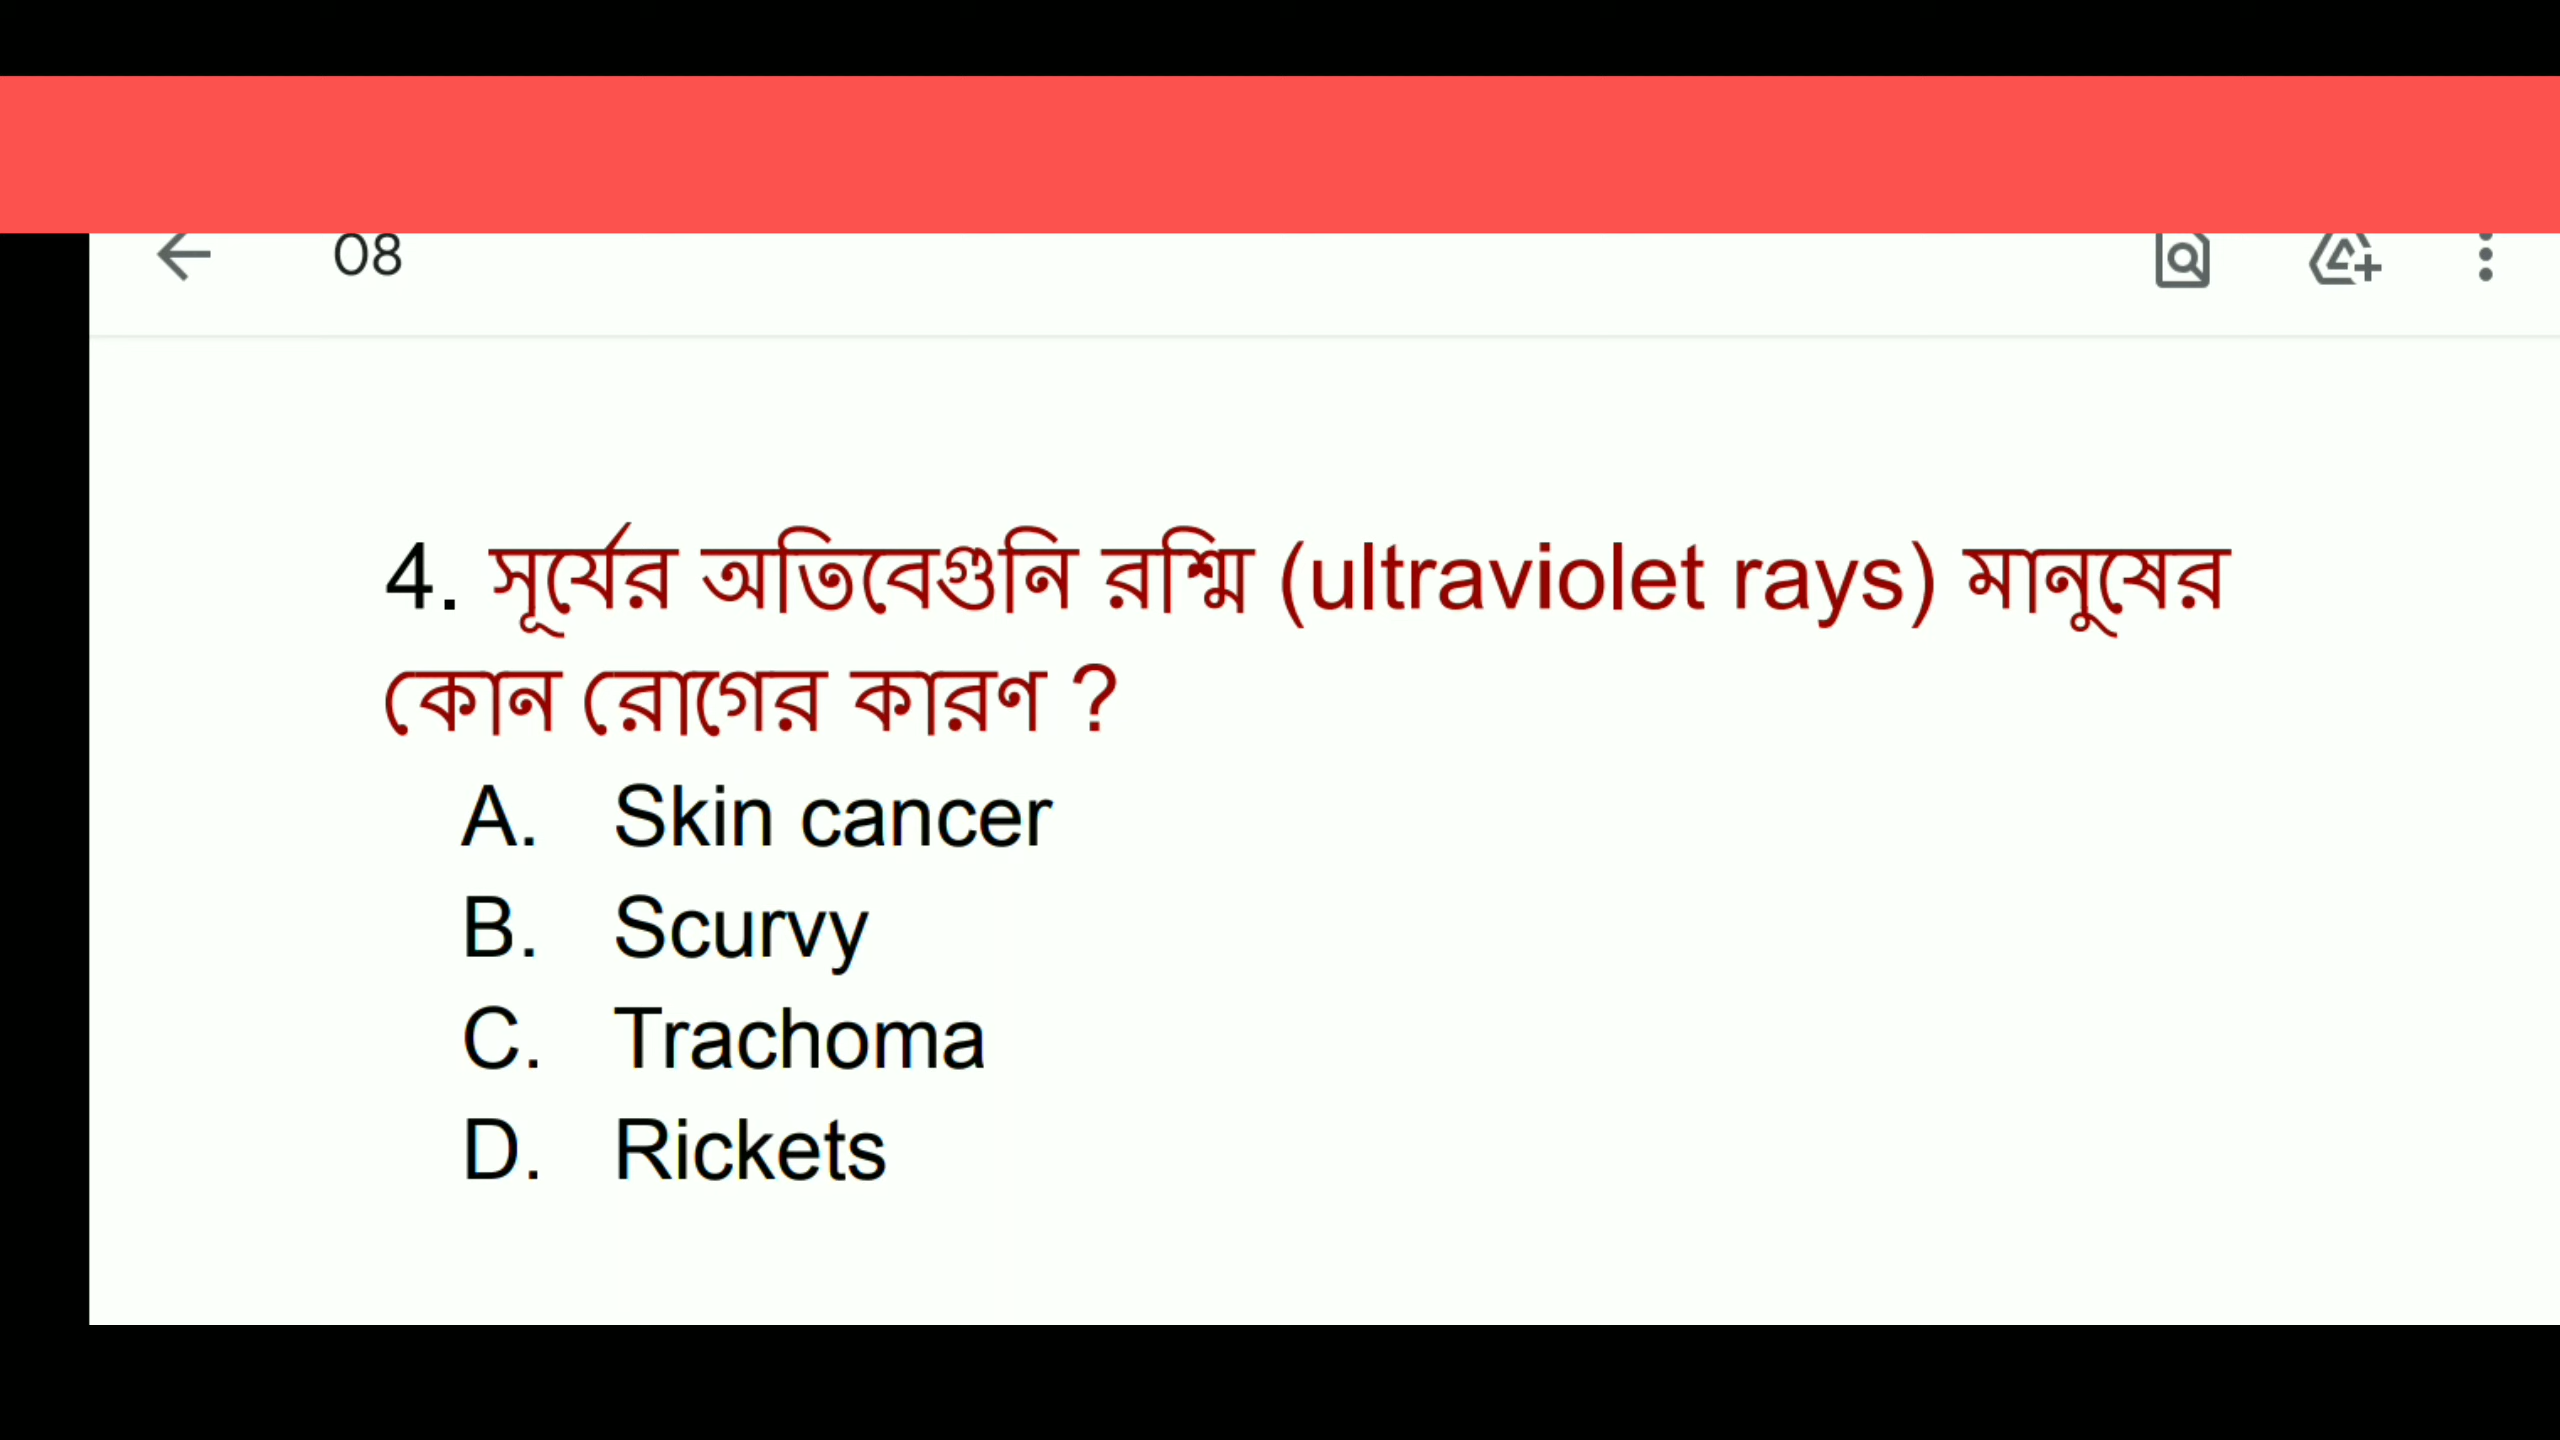 08
4. সূর্যের অতিবেগুনি রশ্মি (ultraviolet rays) মানুষের
কোন রোগের কারণ ?
A. Skin cancer
B. Scurvy
C. Trachoma
D. Rickets